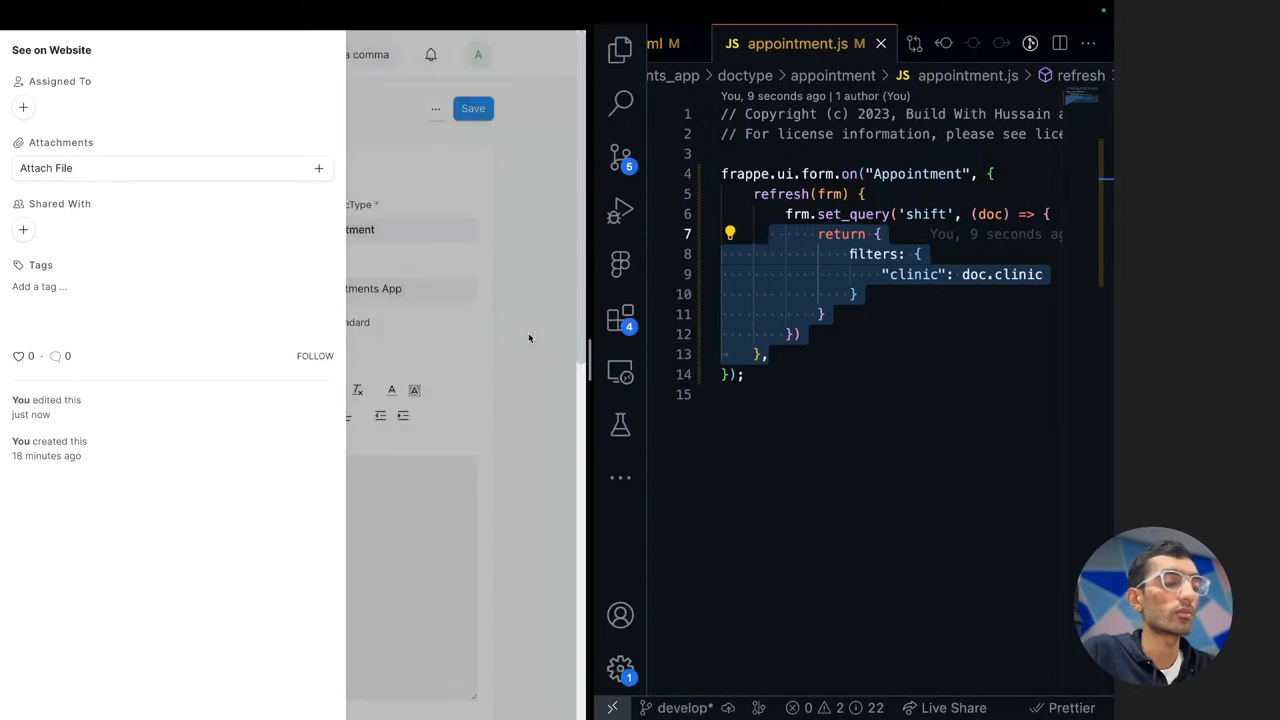 See on Website
Assigned To
Attachments
Attach File
Shared With
Tags
Add a tag ...
0 · 0
FOLLOW
You edited this
just now
You created this
18 minutes ago
a comma
A
Save
cType *
ment
ments App
dard
ml M
JS appointment.js M
nts_app > doctype > appointment > JS appointment.js > refresh
You, 9 seconds ago | 1 author (You)
1 // Copyright (c) 2023, Build With Hussain a
2 // For license information, please see lice
3
4 frappe.ui.form.on("Appointment", {
5 refresh(frm) {
6 frm.set_query('shift', (doc) => {
7 return { You, 9 seconds ag
8 filters: {
9 "clinic": doc.clinic
10 }
11 }
12 })
13 },
14 });
15
5
4
1
develop* 0 2 22 Live Share Prettier